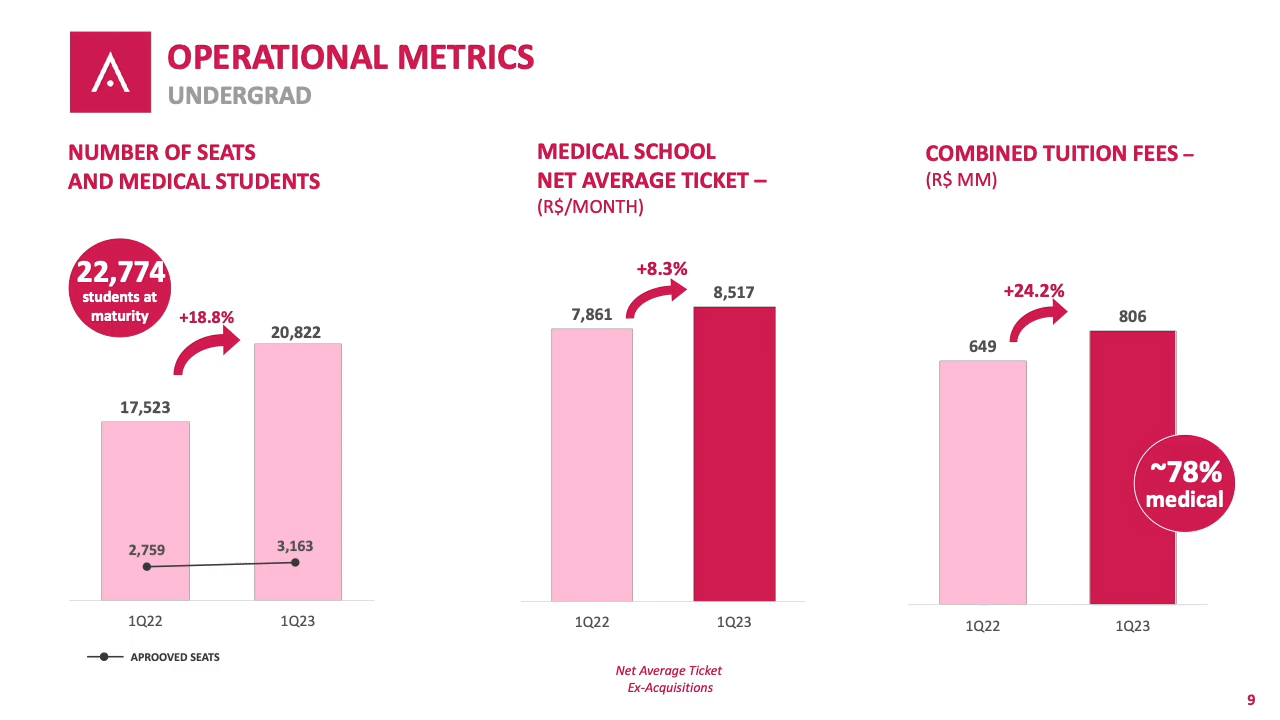 OPERATIONAL METRICS
UNDERGRAD
NUMBER OF SEATS
AND MEDICAL STUDENTS
22,774
students at
maturity
+18.8%
20,822
17,523
2,759
3,163
1Q22
1Q23
APROOVED SEATS
MEDICAL SCHOOL
NET AVERAGE TICKET –
(R$/MONTH)
+8.3%
7,861
8,517
1Q22
1Q23
Net Average Ticket
Ex-Acquisitions
COMBINED TUITION FEES –
(R$ MM)
+24.2%
649
806
~78%
medical
1Q22
1Q23
9